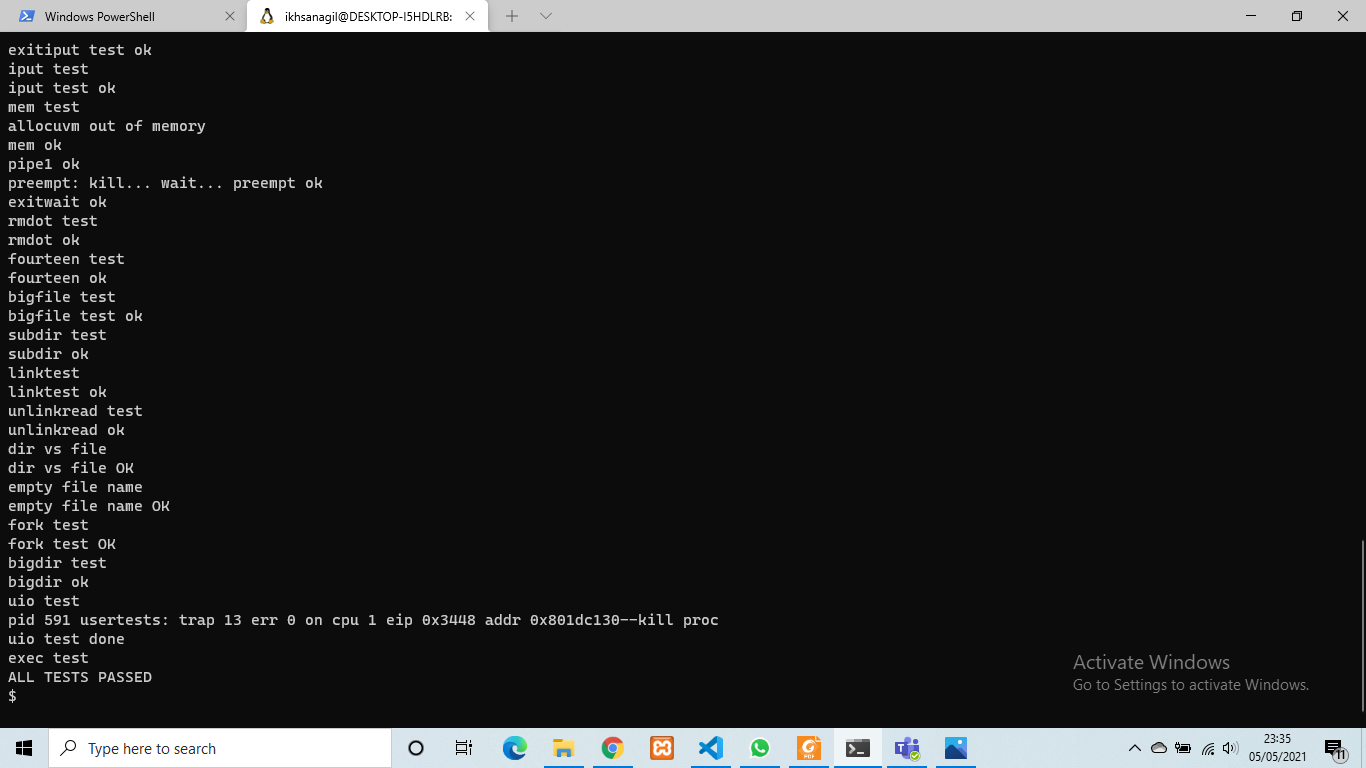 Windows PowerShell
ikhsanagil@DESKTOP-I5HDLRB:
exitiput test ok
iput test
iput test ok
mem test
allocuvm out of memory
mem ok
pipe1 ok
preempt: kill... wait... preempt ok
exitwait ok
rmdot test
rmdot ok
fourteen test
fourteen ok
bigfile test
bigfile test ok
subdir test
subdir ok
linktest
linktest ok
unlinkread test
unlinkread ok
dir vs file
dir vs file OK
empty file name
empty file name OK
fork test
fork test OK
bigdir test
bigdir ok
uio test
pid 591 usertests: trap 13 err 0 on cpu 1 eip 0x3448 addr 0x801dc130--kill proc
uio test done
exec test
ALL TESTS PASSED
$
Activate Windows
Go to Settings to activate Windows.
Type here to search
23:35
05/05/2021
11